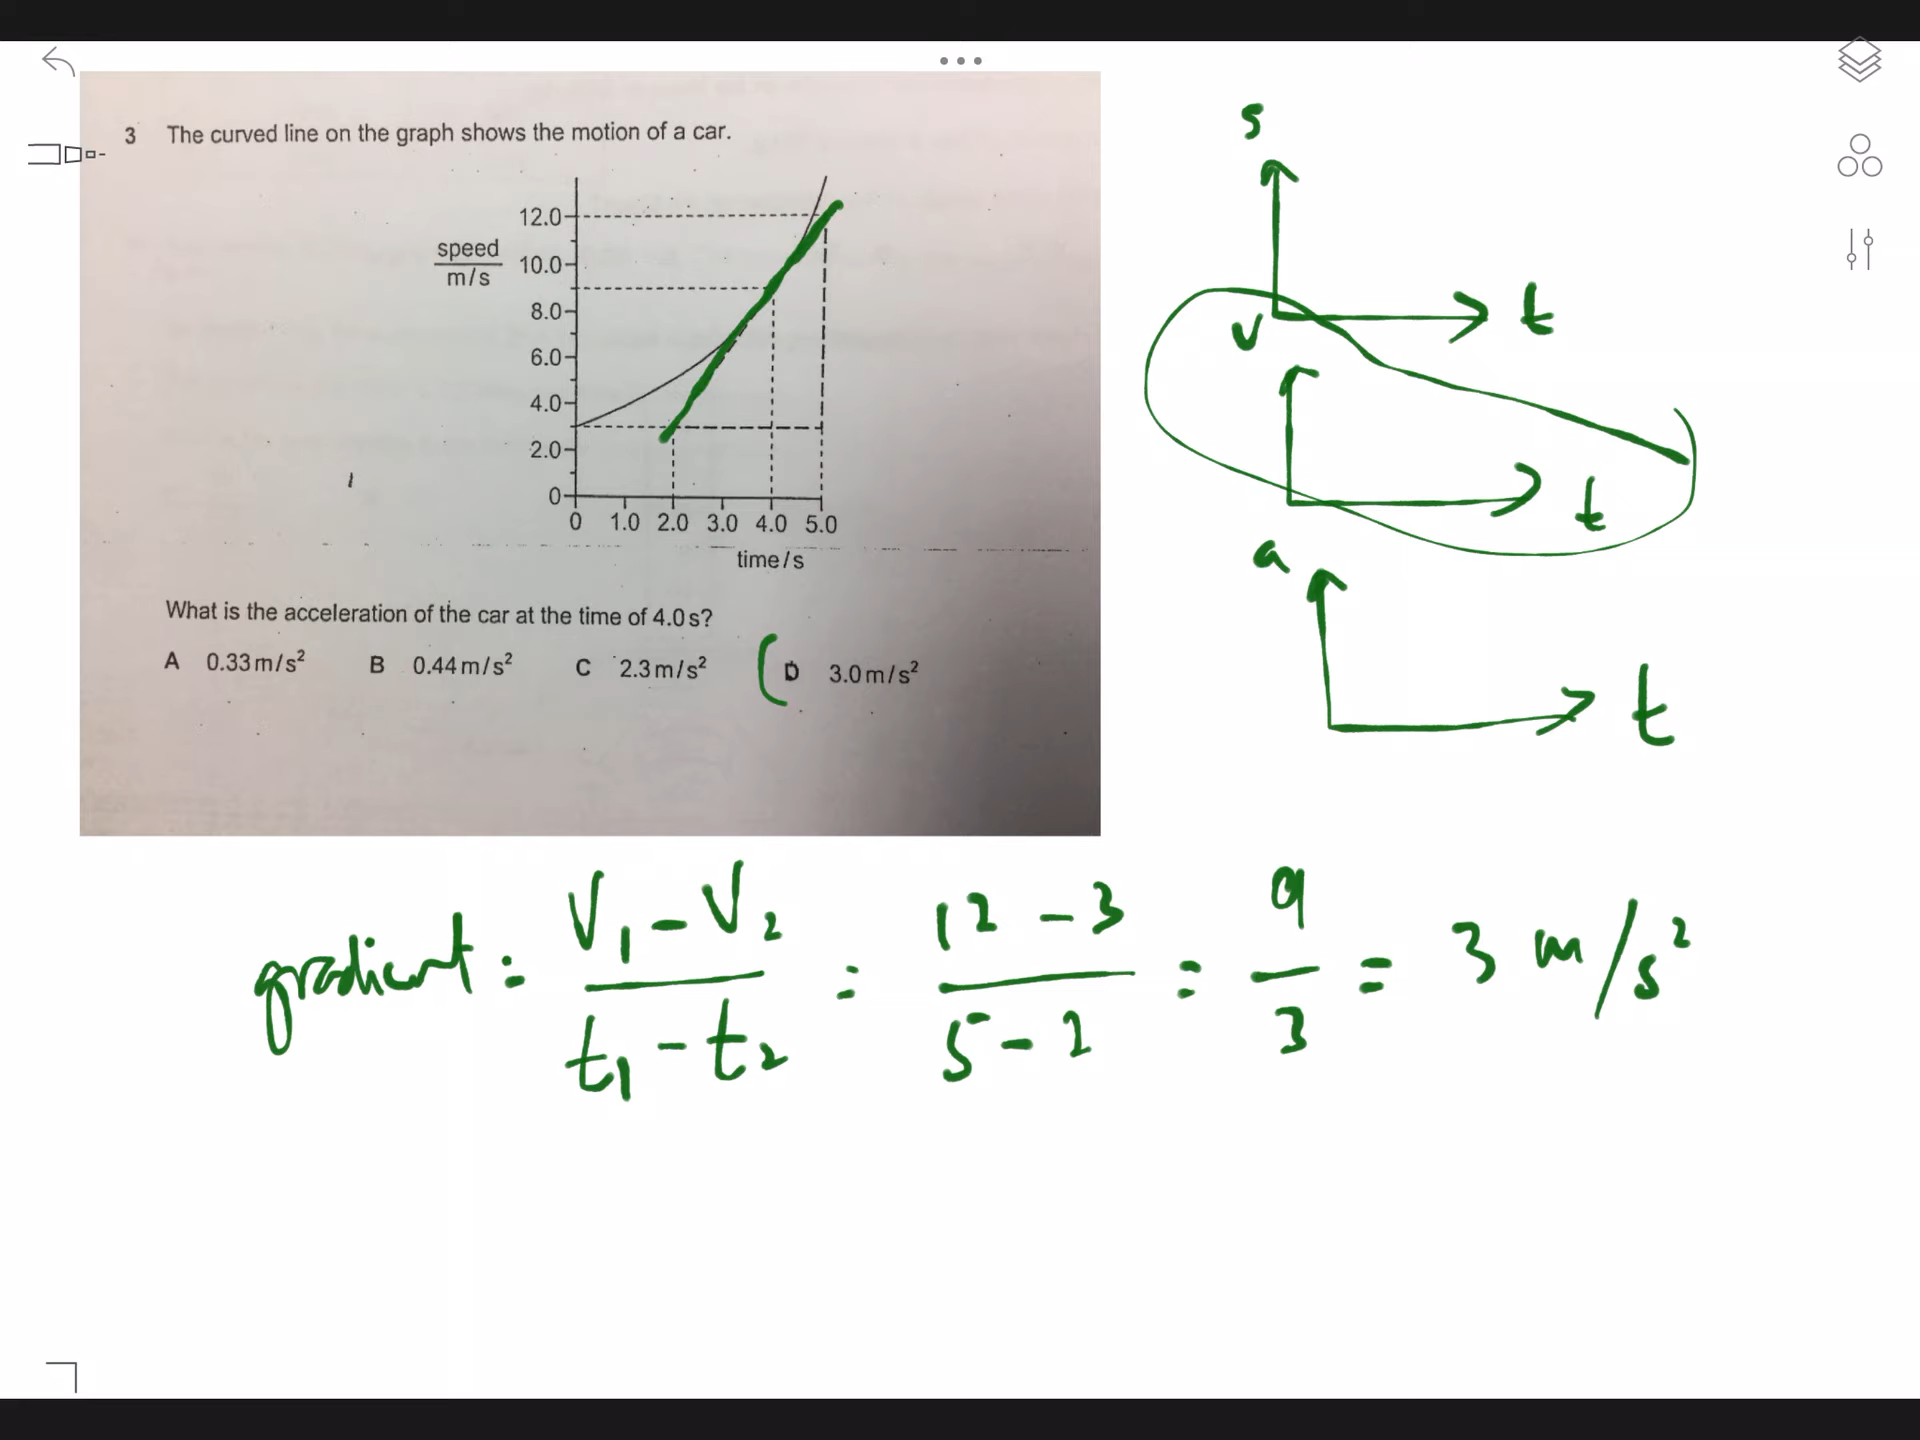 3 The curved line on the graph shows the motion of a car.
speed
m/s
12.0
10.0
8.0
6.0
4.0
2.0
0
0 1.0 2.0 3.0 4.0 5.0
time/s
What is the acceleration of the car at the time of 4.0 s?
A 0.33 m/s² B 0.44 m/s² C 2.3 m/s² D 3.0 m/s²
s
t
v
t
a
t
gradient = (V₁ - V₂)/(t₁ - t₂) = (12 - 3)/(5 - 2) = 9/3 = 3 m/s²